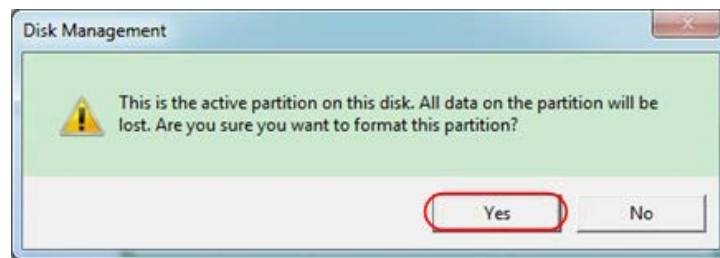 Disk Management
This is the active partition on this disk. All data on the partition will be
lost. Are you sure you want to format this partition?
Yes
No